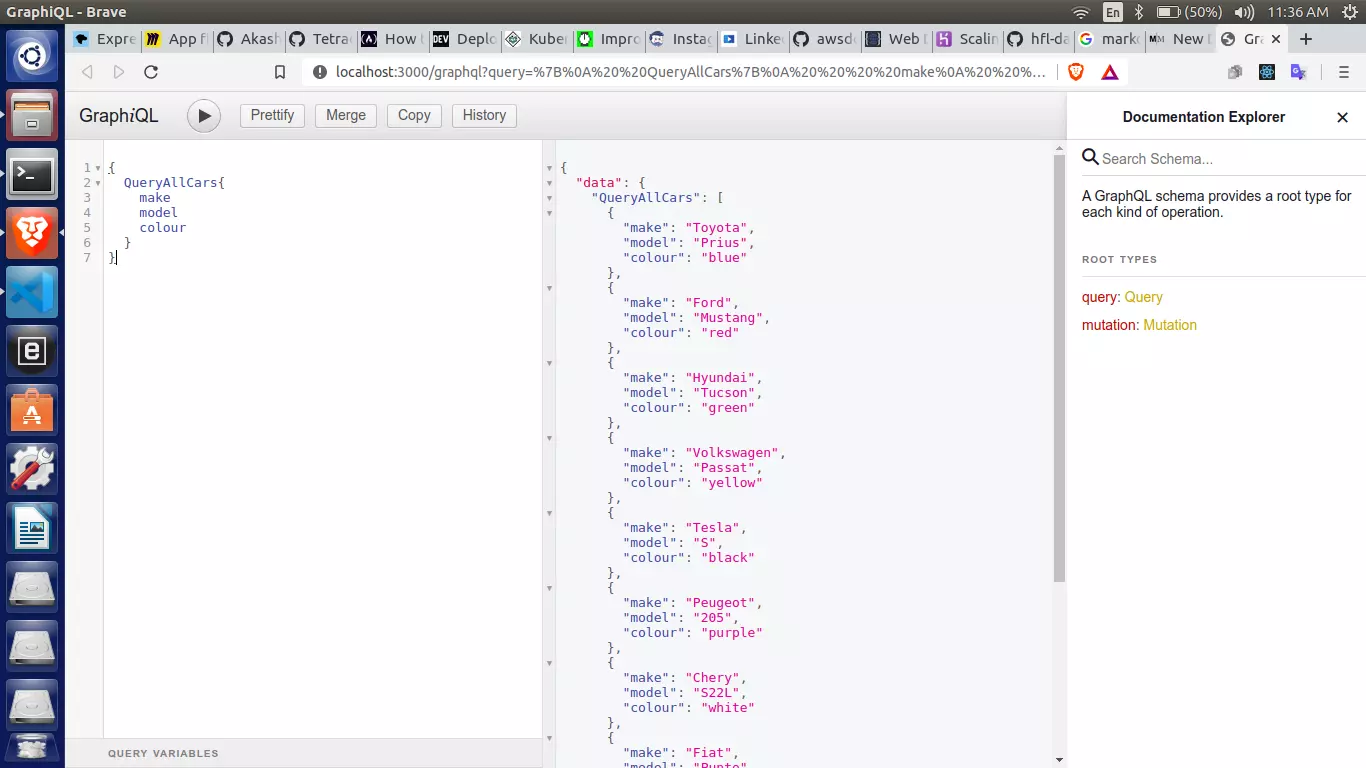 GraphiQL - Brave
En
(50%)
11:36 AM
Expre
App f
Akash
Tetra
How t
DEV Deplo
Kube
Impro
Instag
Linke
awsdo
Web D
Scalin
hfl-da
marko
New D
Gra
localhost:3000/graphql?query=%7B%0A%20%20QueryAllCars%7B%0A%20%20%20%20make%0A%20%20%...
GraphiQL
Prettify
Merge
Copy
History
1 {
2 QueryAllCars{
3 make
4 model
5 colour
6 }
7 }
QUERY VARIABLES
{
"data": {
"QueryAllCars": [
{
"make": "Toyota",
"model": "Prius",
"colour": "blue"
},
{
"make": "Ford",
"model": "Mustang",
"colour": "red"
},
{
"make": "Hyundai",
"model": "Tucson",
"colour": "green"
},
{
"make": "Volkswagen",
"model": "Passat",
"colour": "yellow"
},
{
"make": "Tesla",
"model": "S",
"colour": "black"
},
{
"make": "Peugeot",
"model": "205",
"colour": "purple"
},
{
"make": "Chery",
"model": "S22L",
"colour": "white"
},
{
"make": "Fiat",
"model": "Punto",
Documentation Explorer
Search Schema...
A GraphQL schema provides a root type for
each kind of operation.
ROOT TYPES
query: Query
mutation: Mutation